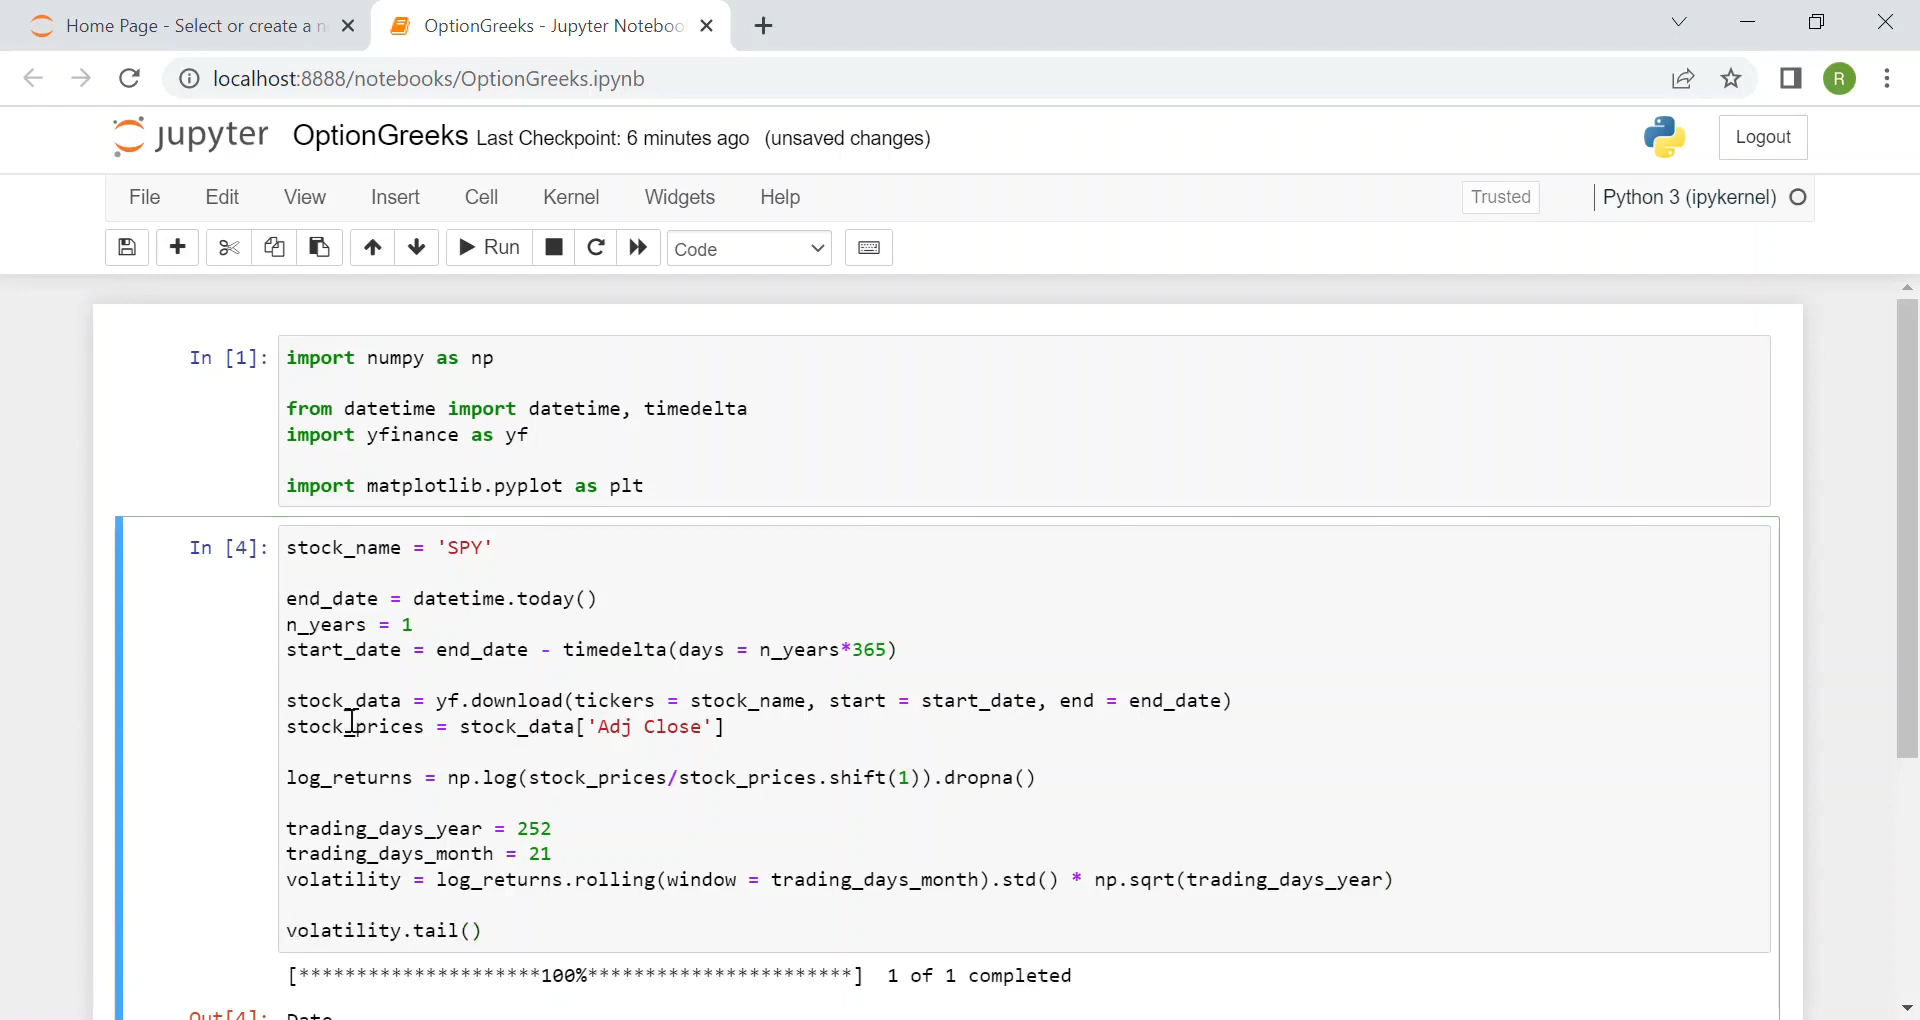 Home Page - Select or create a n
OptionGreeks - Jupyter Noteboo
localhost:8888/notebooks/OptionGreeks.ipynb
R
jupyter OptionGreeks Last Checkpoint: 6 minutes ago (unsaved changes)
Logout
File Edit View Insert Cell Kernel Widgets Help
Trusted Python 3 (ipykernel)
Run Code
In [1]: import numpy as np
from datetime import datetime, timedelta
import yfinance as yf
import matplotlib.pyplot as plt
In [4]: stock_name = 'SPY'
end_date = datetime.today()
n_years = 1
start_date = end_date - timedelta(days = n_years*365)
stock_data = yf.download(tickers = stock_name, start = start_date, end = end_date)
stock_prices = stock_data['Adj Close']
log_returns = np.log(stock_prices/stock_prices.shift(1)).dropna()
trading_days_year = 252
trading_days_month = 21
volatility = log_returns.rolling(window = trading_days_month).std() * np.sqrt(trading_days_year)
volatility.tail()
[*********************100%***********************] 1 of 1 completed
Out[4]: Date